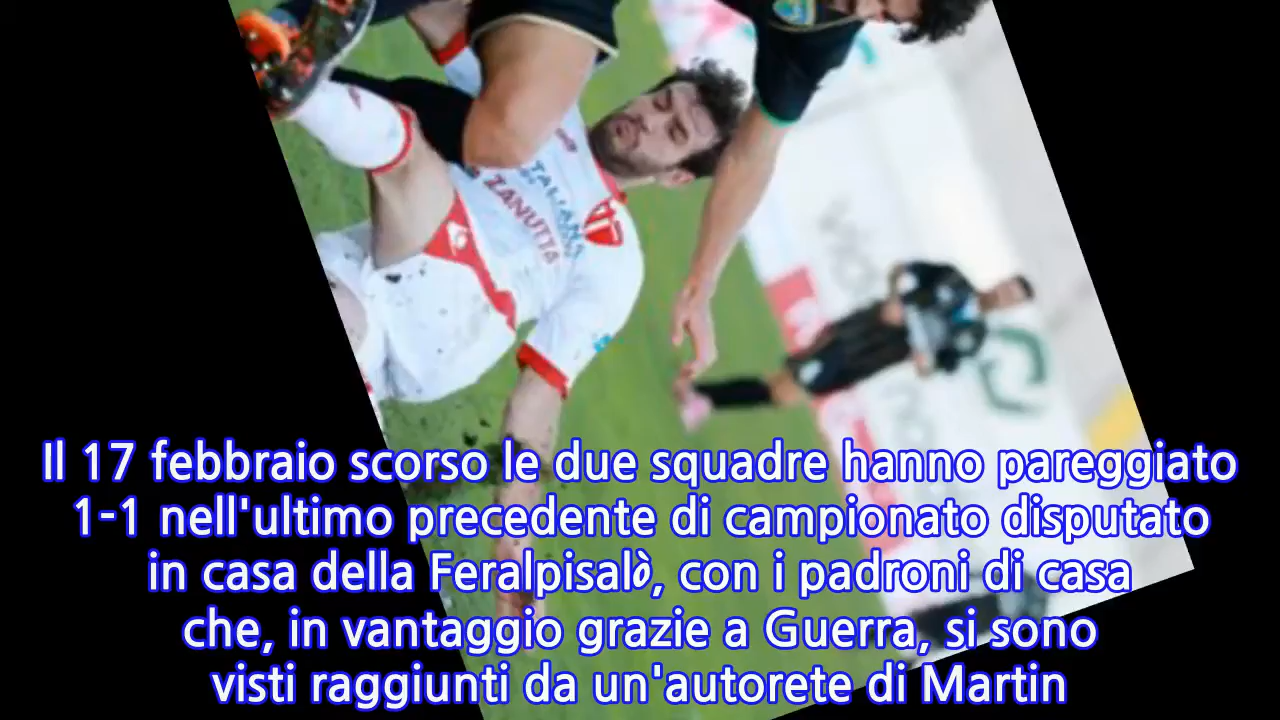 ITALIANA
ZANUTTA
Il 17 febbraio scorso le due squadre hanno pareggiato
1-1 nell'ultimo precedente di campionato disputato
in casa della Feralpisalò, con i padroni di casa
che, in vantaggio grazie a Guerra, si sono
visti raggiunti da un'autorete di Martin